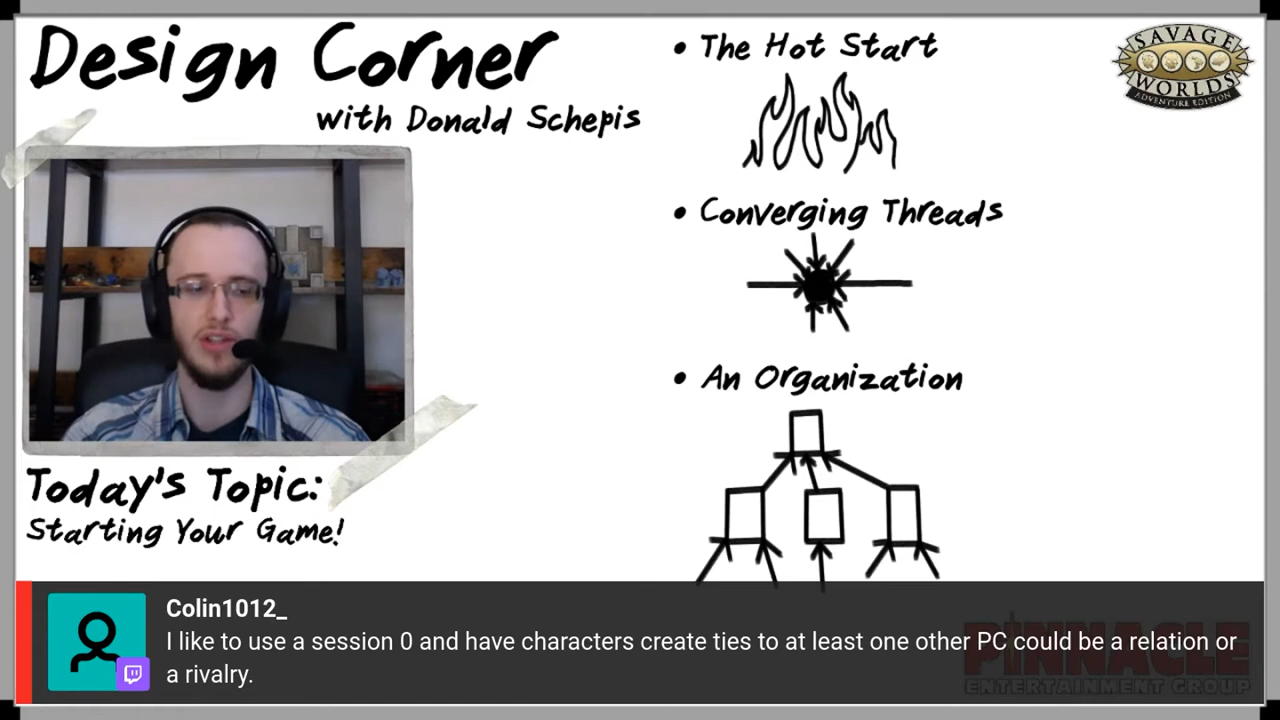 Design Corner
with Donald Schepis
Today's Topic:
Starting Your Game!
• The Hot Start
• Converging Threads
• An Organization
SAVAGE
WORLDS
ADVENTURE EDITION
Colin1012_
I like to use a session 0 and have characters create ties to at least one other PC could be a relation or
a rivalry.
PINNACLE
ENTERTAINMENT GROUP